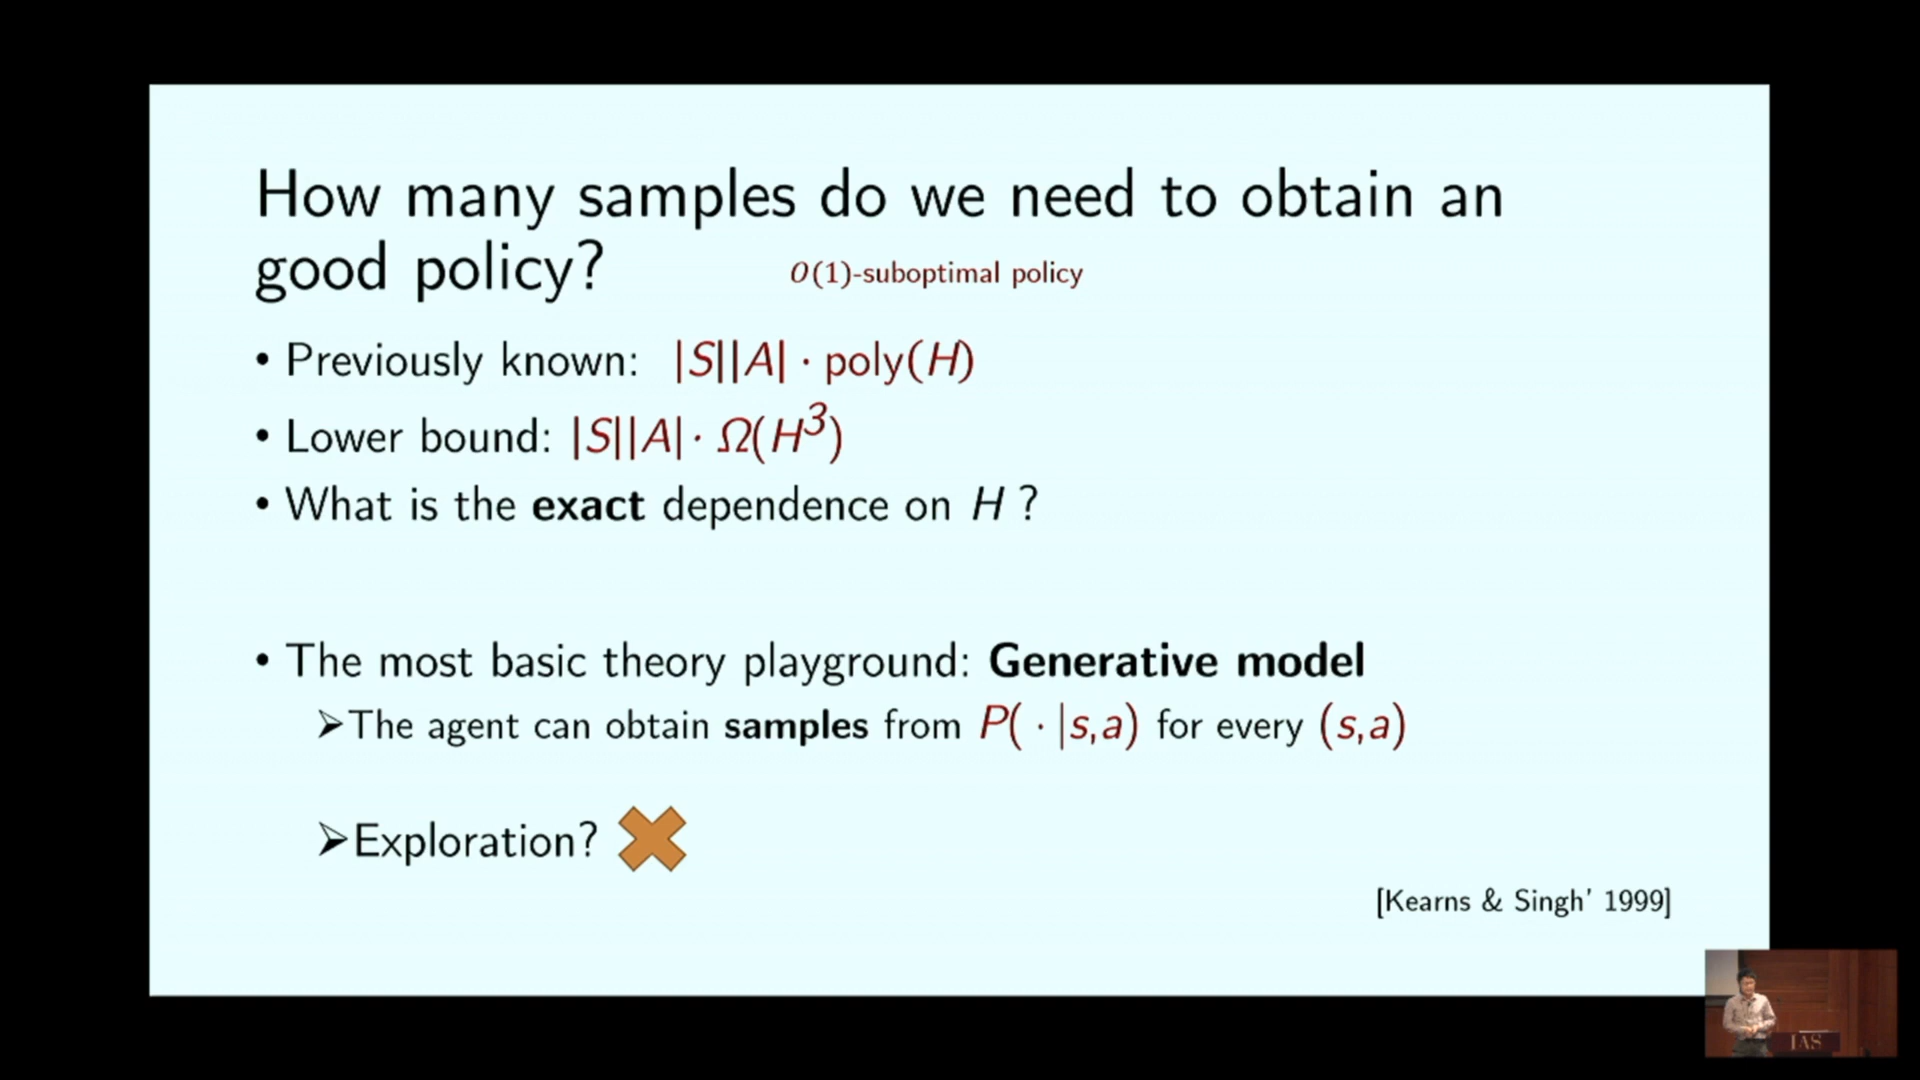 How many samples do we need to obtain an
good policy? O(1)-suboptimal policy
• Previously known: |S||A| · poly(H)
• Lower bound: |S||A| · Ω(H³)
• What is the exact dependence on H ?
• The most basic theory playground: Generative model
➢The agent can obtain samples from P( · |s,a) for every (s,a)
➢Exploration?
[Kearns & Singh' 1999]
IAS